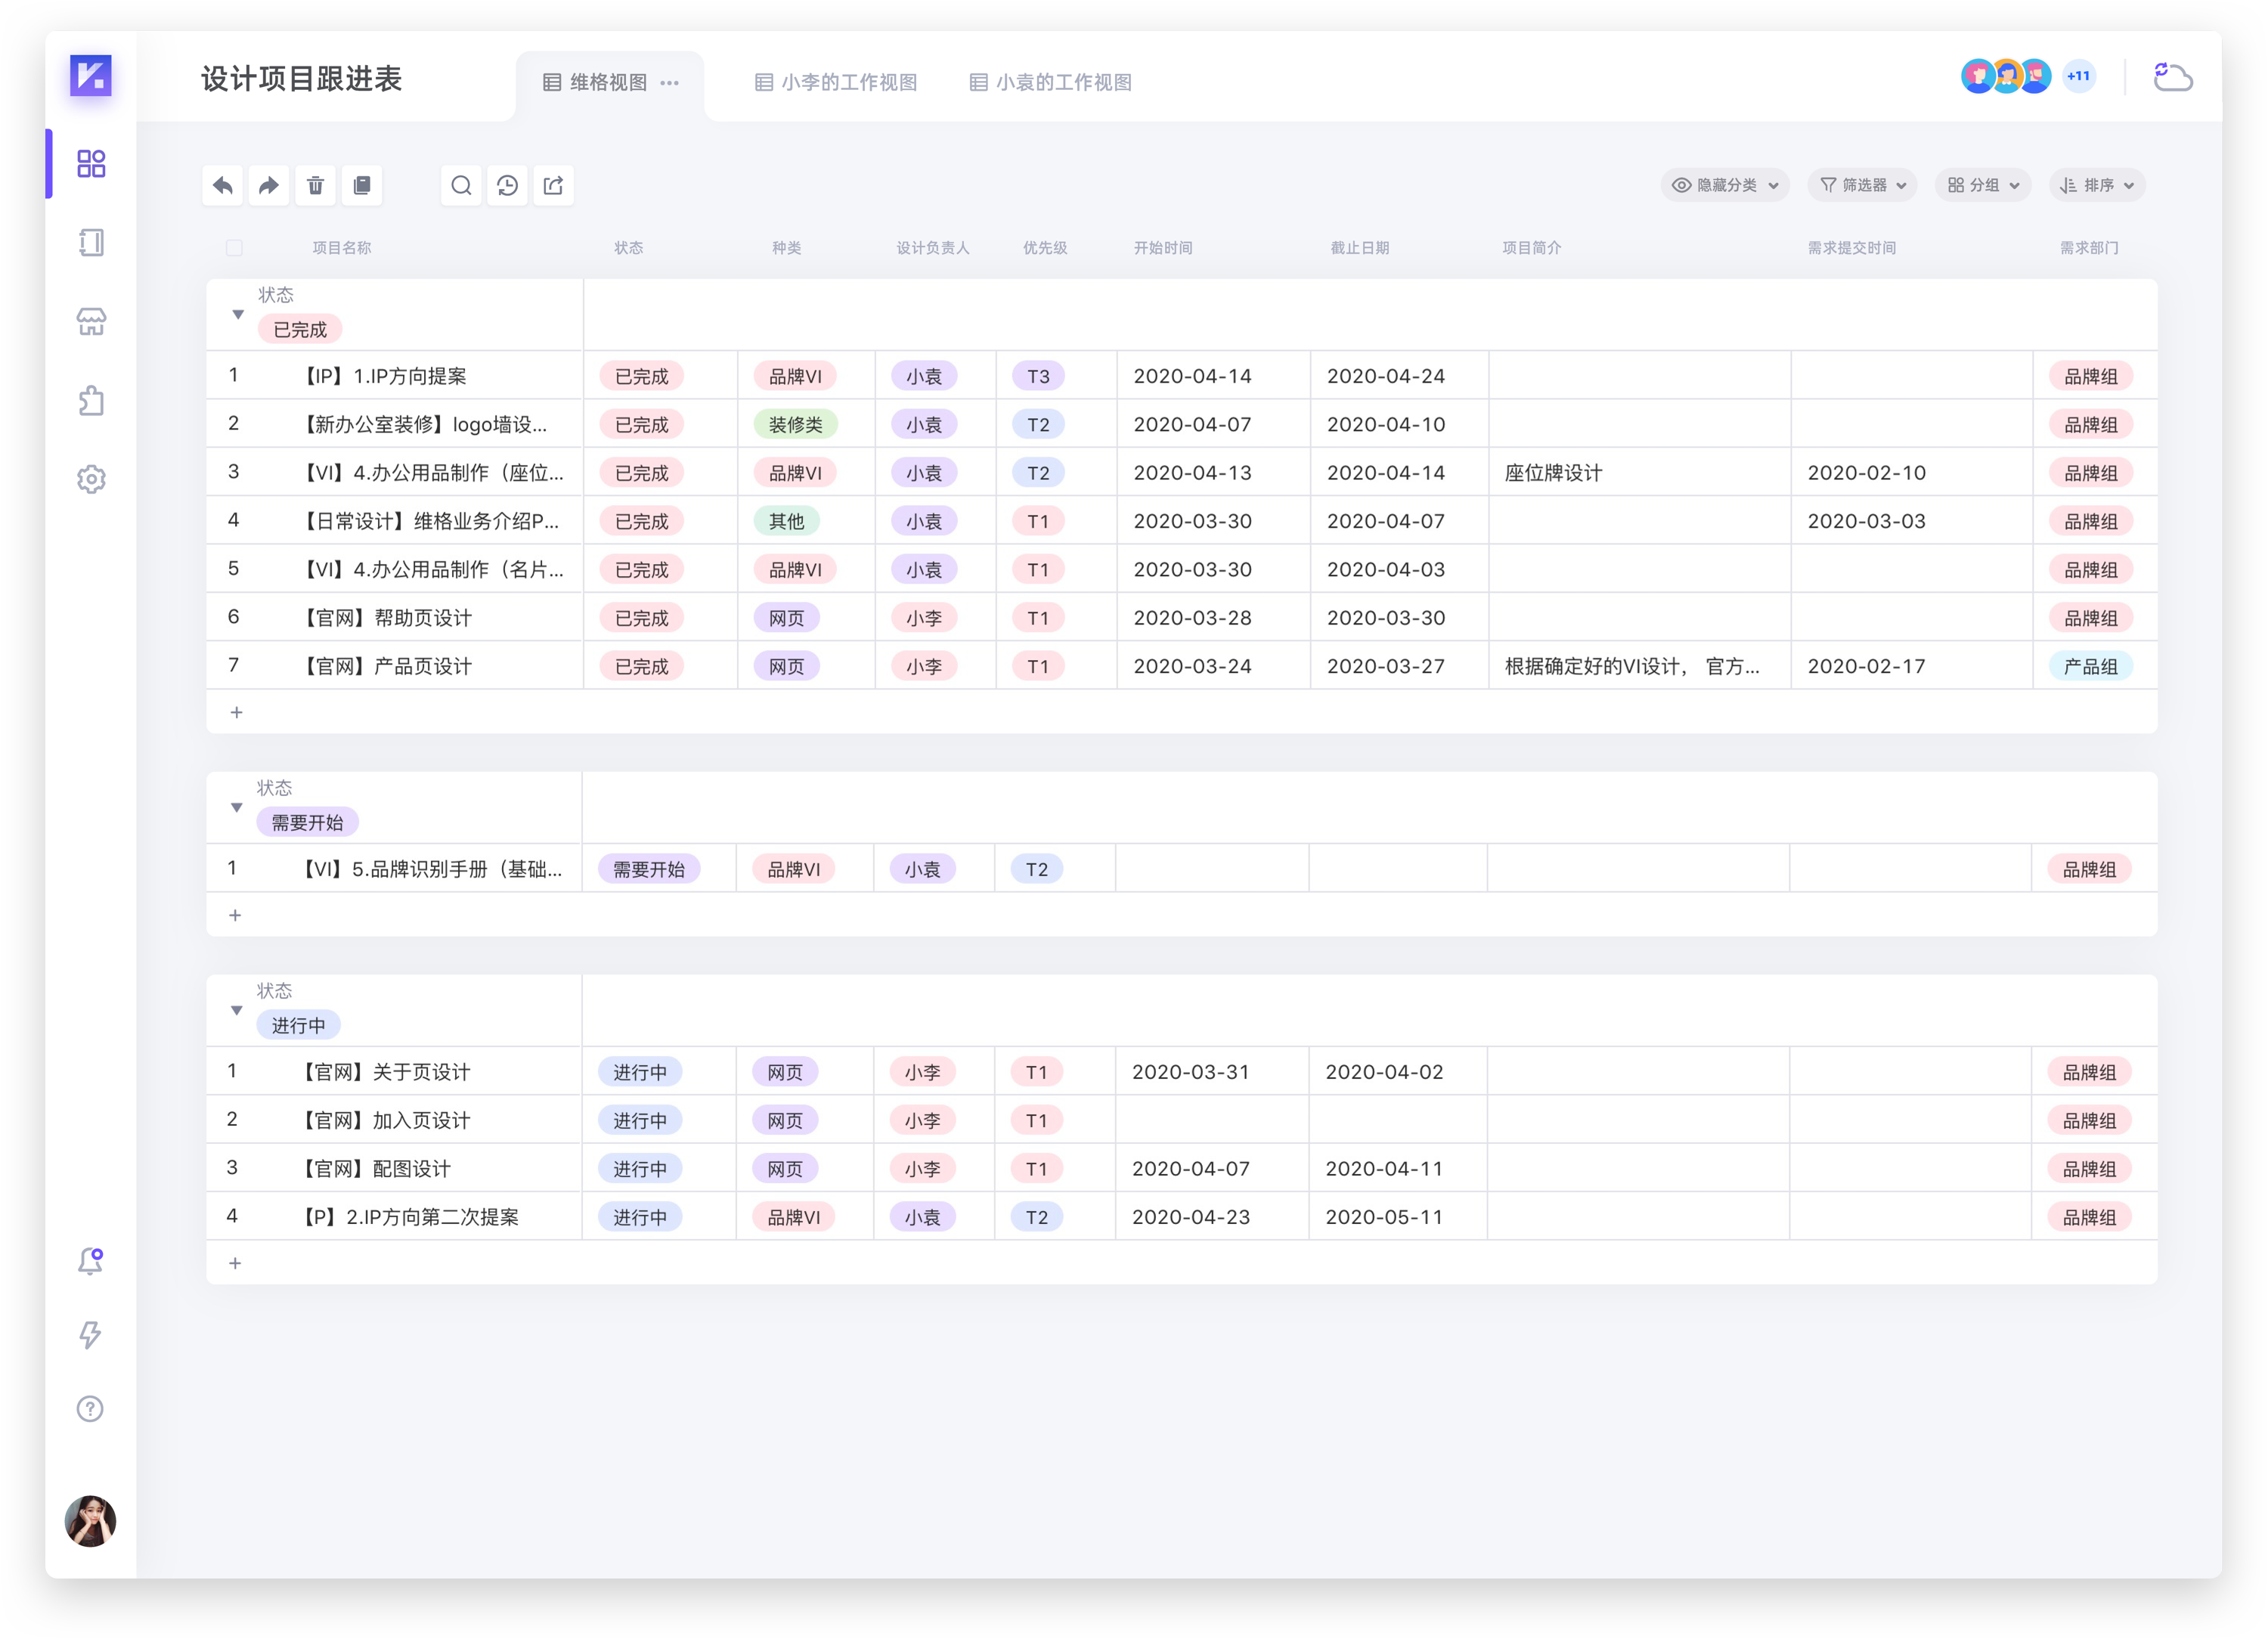 设计项目跟进表 维格视图 小李的工作视图 小袁的工作视图 +11
隐藏分类 筛选器 分组 排序
项目名称 状态 种类 设计负责人 优先级 开始时间 截止日期 项目简介 需求提交时间 需求部门
状态
已完成
1 【IP】1.IP方向提案 已完成 品牌VI 小袁 T3 2020-04-14 2020-04-24 品牌组
2 【新办公室装修】logo墙设... 已完成 装修类 小袁 T2 2020-04-07 2020-04-10 品牌组
3 【VI】4.办公用品制作（座位... 已完成 品牌VI 小袁 T2 2020-04-13 2020-04-14 座位牌设计 2020-02-10 品牌组
4 【日常设计】维格业务介绍P... 已完成 其他 小袁 T1 2020-03-30 2020-04-07 2020-03-03 品牌组
5 【VI】4.办公用品制作（名片... 已完成 品牌VI 小袁 T1 2020-03-30 2020-04-03 品牌组
6 【官网】帮助页设计 已完成 网页 小李 T1 2020-03-28 2020-03-30 品牌组
7 【官网】产品页设计 已完成 网页 小李 T1 2020-03-24 2020-03-27 根据确定好的VI设计， 官方... 2020-02-17 产品组
+
状态
需要开始
1 【VI】5.品牌识别手册（基础... 需要开始 品牌VI 小袁 T2 品牌组
+
状态
进行中
1 【官网】关于页设计 进行中 网页 小李 T1 2020-03-31 2020-04-02 品牌组
2 【官网】加入页设计 进行中 网页 小李 T1 品牌组
3 【官网】配图设计 进行中 网页 小李 T1 2020-04-07 2020-04-11 品牌组
4 【P】2.IP方向第二次提案 进行中 品牌VI 小袁 T2 2020-04-23 2020-05-11 品牌组
+